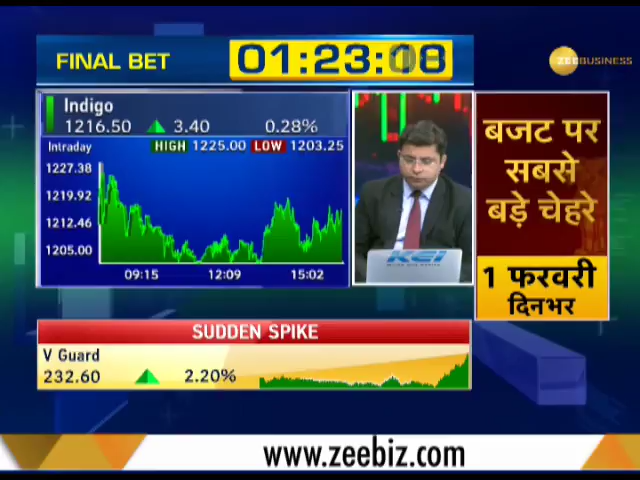 FINAL BET
01:23:08
ZEEBUSINESS
Indigo
1216.50 3.40 0.28%
Intraday HIGH 1225.00 LOW 1203.25
1227.38
1219.92
1212.46
1205.00
09:15 12:09 15:02
KEI
बजट पर
सबसे
बड़े चेहरे
1 फरवरी
दिनभर
SUDDEN SPIKE
V Guard
232.60 2.20%
www.zeebiz.com